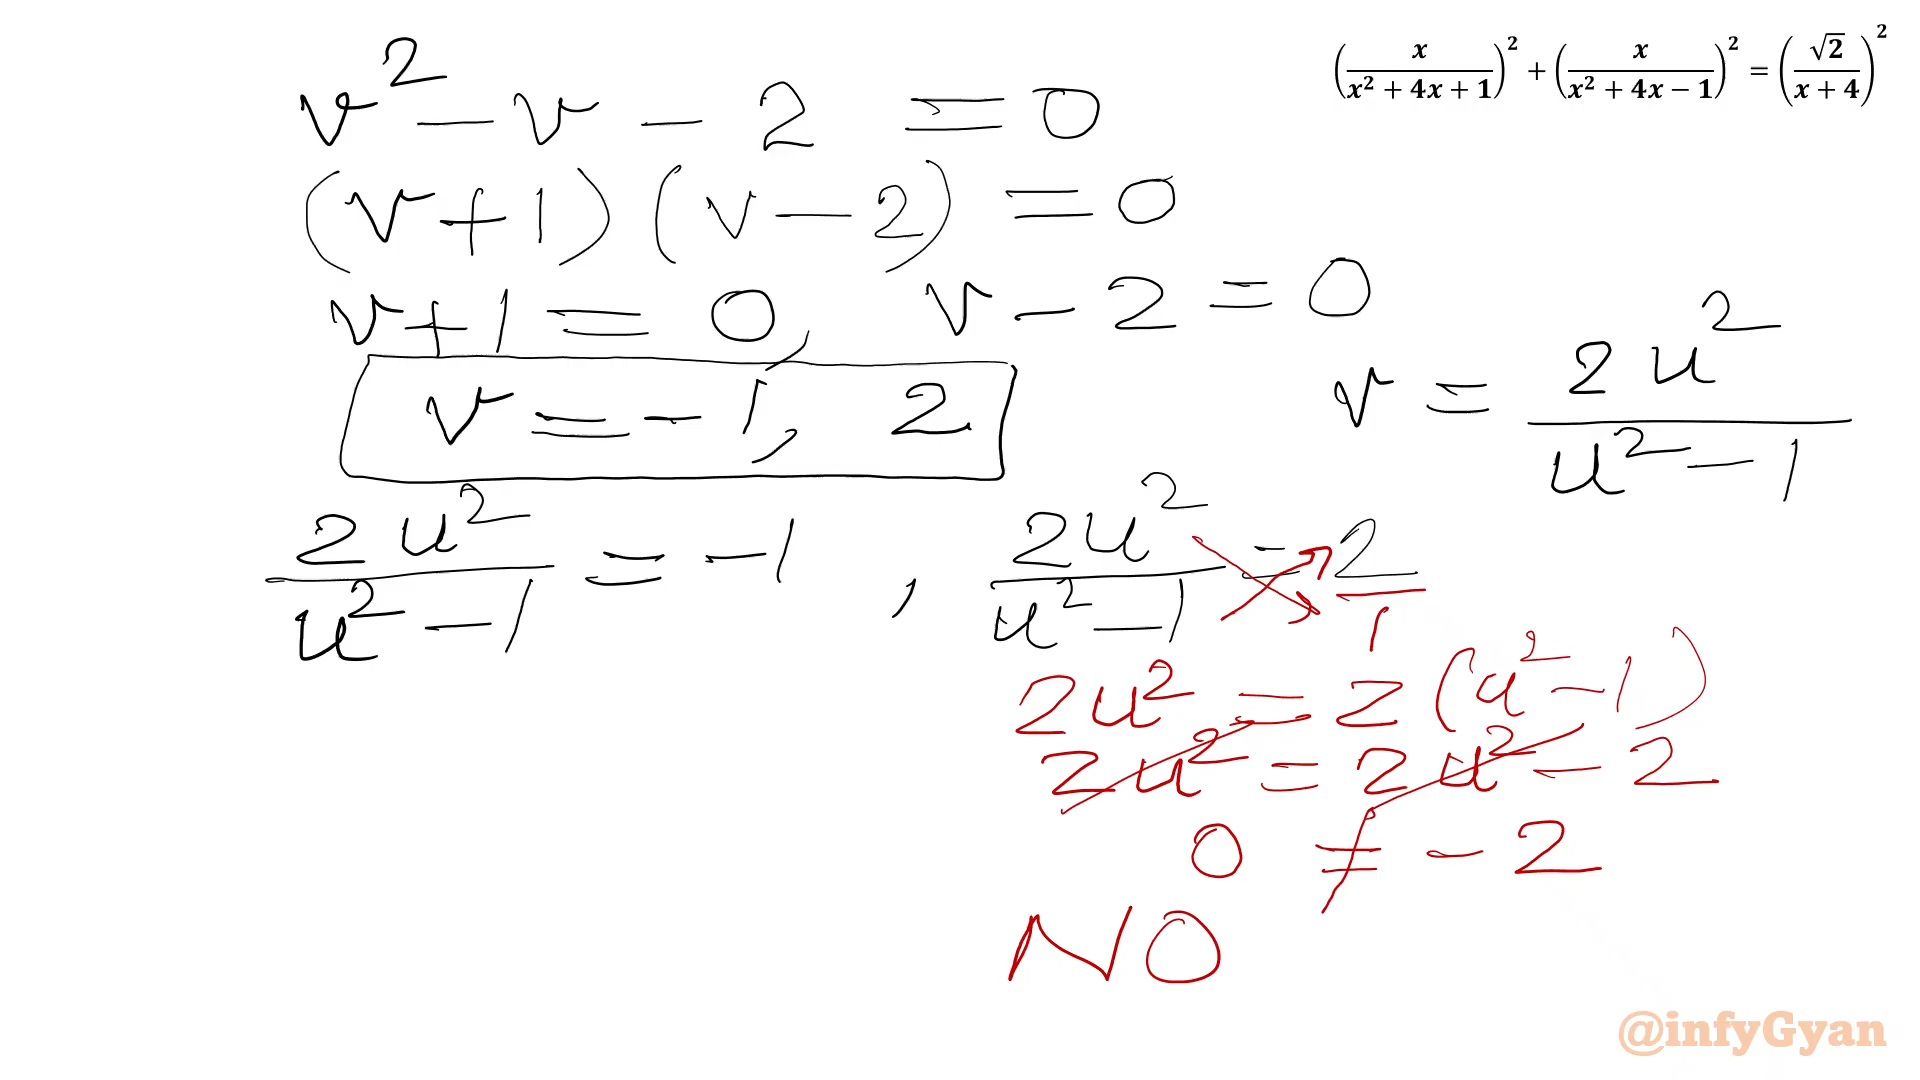 (x/(x² + 4x + 1))² + (x/(x² + 4x − 1))² = (√2/(x + 4))²
v² − v − 2 = 0
(v + 1) (v − 2) = 0
v + 1 = 0, v − 2 = 0
v = −1, 2
v = 2u²/(u² − 1)
2u²/(u² − 1) = −1 , 2u²/(u² − 1) = 2/1
2u² = 2(u² − 1)
2u² = 2u² − 2
0 ≠ − 2
NO
@infyGyan